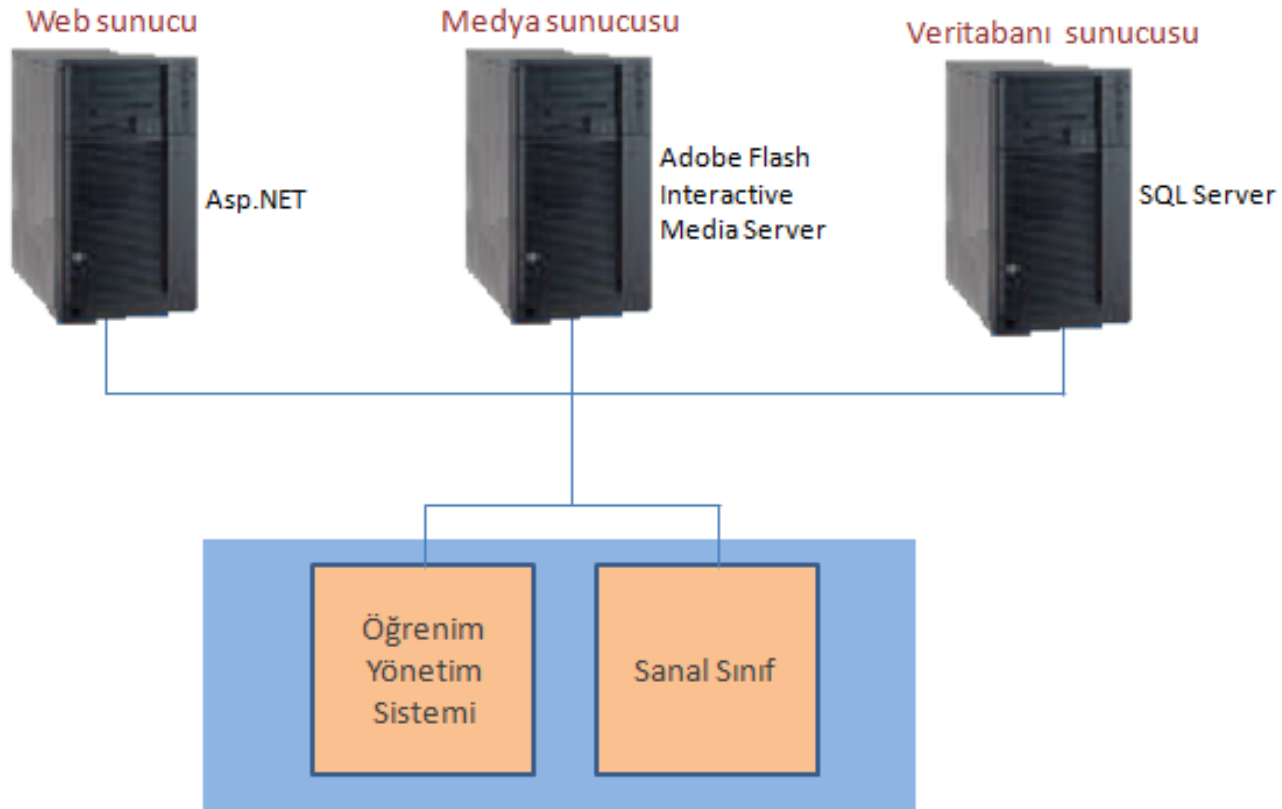 Web sunucu
Medya sunucusu
Veritabanı sunucusu
Asp.NET
Adobe Flash
Interactive
Media Server
SQL Server
Öğrenim
Yönetim
Sistemi
Sanal Sınıf